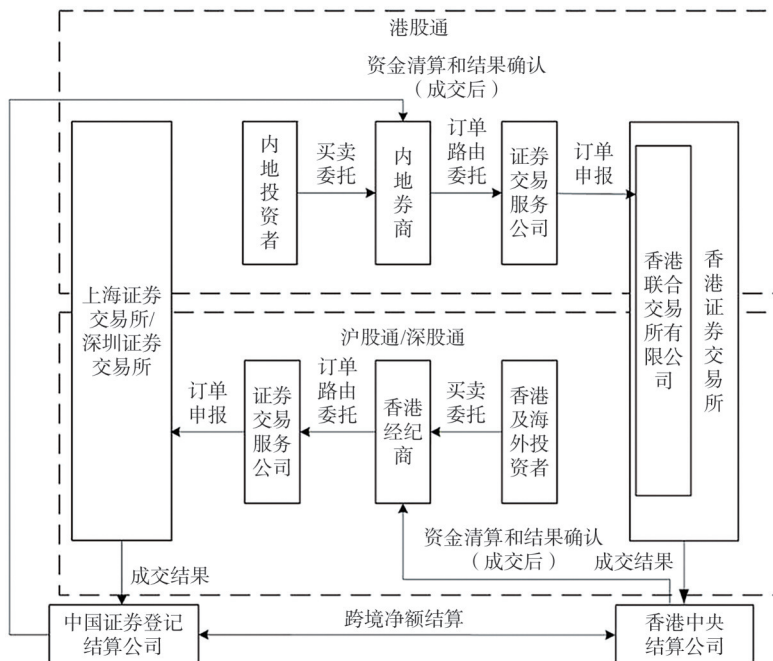 港股通
资金清算和结果确认
（成交后）
内
地
投
资
者
买卖
委托
内
地
券
商
订单
路由
委托
证券
交易
服务
公司
订单
申报
香港
联合
交易
所有
限公
司
香
港
证
券
交
易
所
上海证券
交易所/
深圳证券
交易所
沪股通/深股通
订单
申报
证券
交易
服务
公司
订单
路由
委托
香港
经纪
商
买卖
委托
香港
及海
外投
资者
资金清算和结果确认
（成交后）
成交结果
成交结果
中国证券登记
结算公司
跨境净额结算
香港中央
结算公司